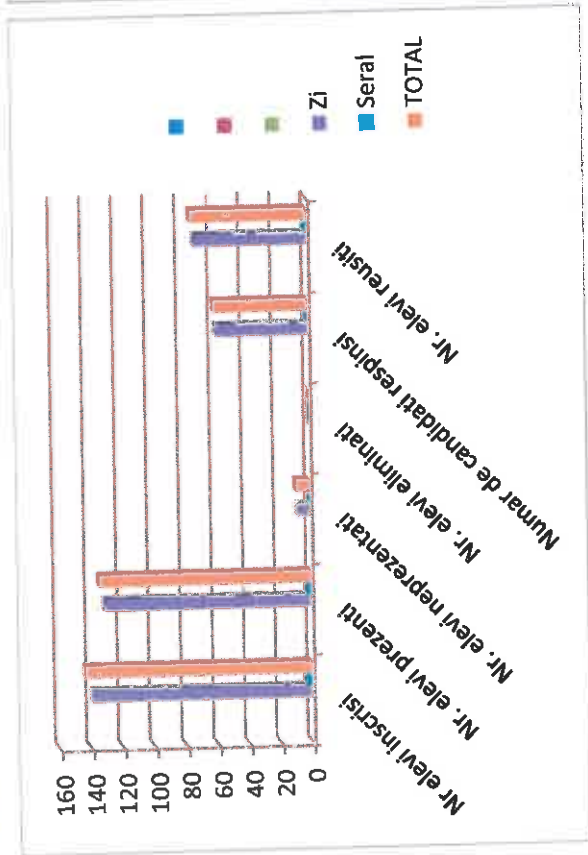 160
140
120
100
80
60
40
20
0
Nr elevi inscrisi
Nr. elevi prezenti
Nr. elevi neprezentati
Nr. elevi eliminati
Numar de candidati respinsi
Nr. elevi reusiti
Zi
Seral
TOTAL